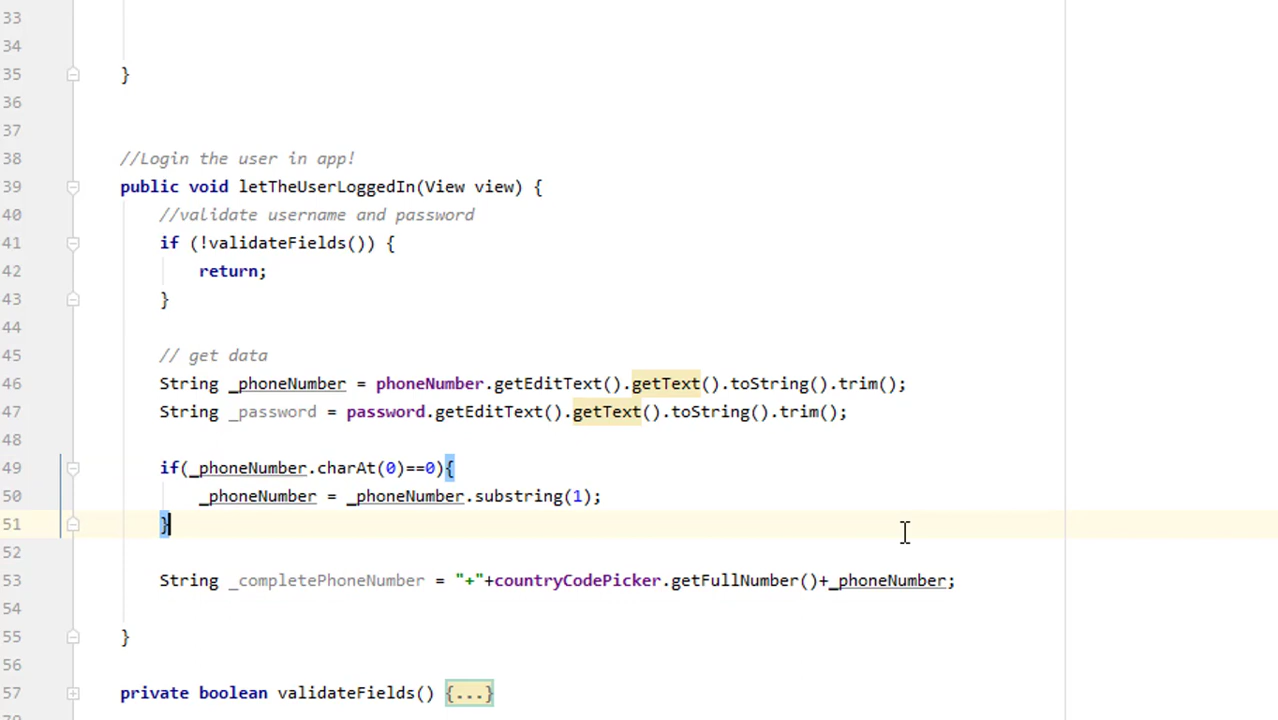 33
34
35 }
36
37
38 //Login the user in app!
39 public void letTheUserLoggedIn(View view) {
40 //validate username and password
41 if (!validateFields()) {
42 return;
43 }
44
45 // get data
46 String _phoneNumber = phoneNumber.getEditText().getText().toString().trim();
47 String _password = password.getEditText().getText().toString().trim();
48
49 if(_phoneNumber.charAt(0)==0){
50 _phoneNumber = _phoneNumber.substring(1);
51 }
52
53 String _completePhoneNumber = "+"+countryCodePicker.getFullNumber()+_phoneNumber;
54
55 }
56
57 private boolean validateFields() {...}